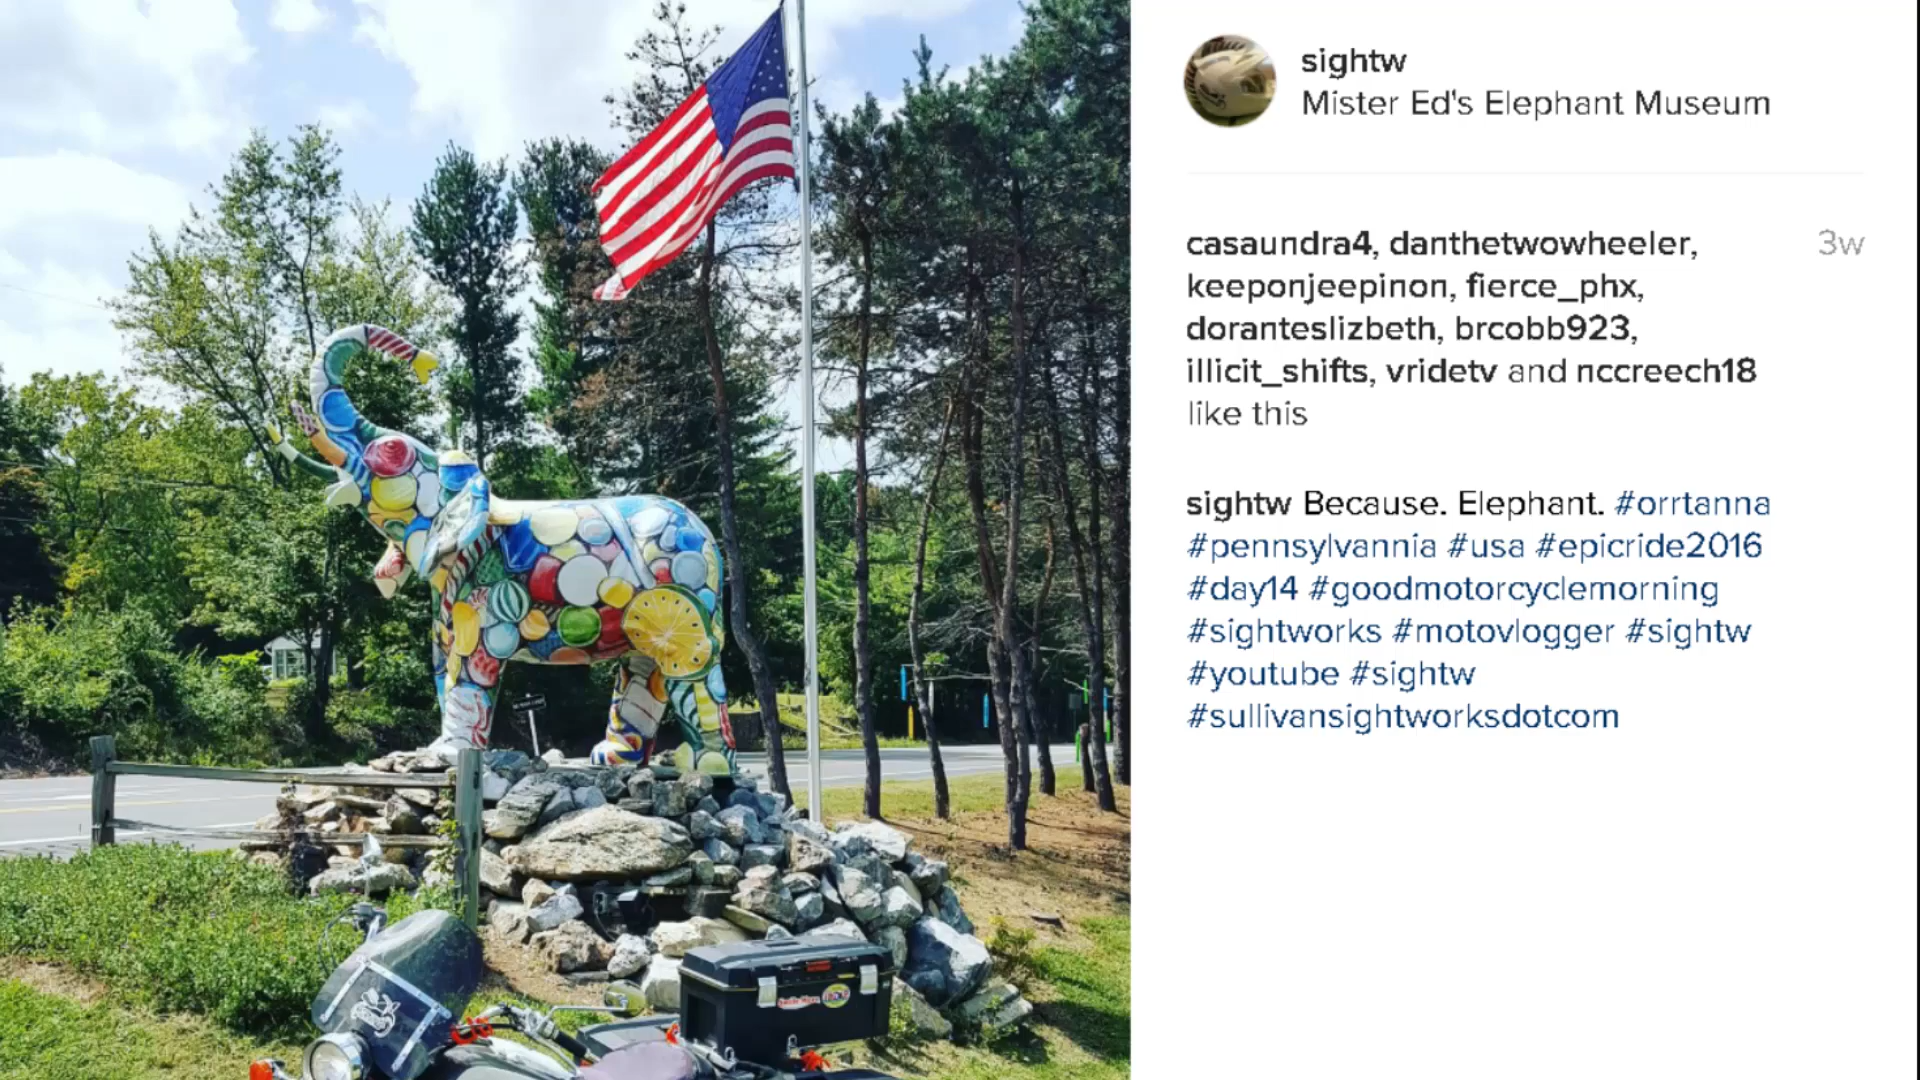 sightw
Mister Ed's Elephant Museum
casaundra4, danthetwowheeler, 3w
keeponjeepinon, fierce_phx,
doranteslizbeth, brcobb923,
illicit_shifts, vridetv and nccreech18
like this
sightw Because. Elephant. #orrtanna
#pennsylvannia #usa #epicride2016
#day14 #goodmotorcyclemorning
#sightworks #motovlogger #sightw
#youtube #sightw
#sullivansightworksdotcom